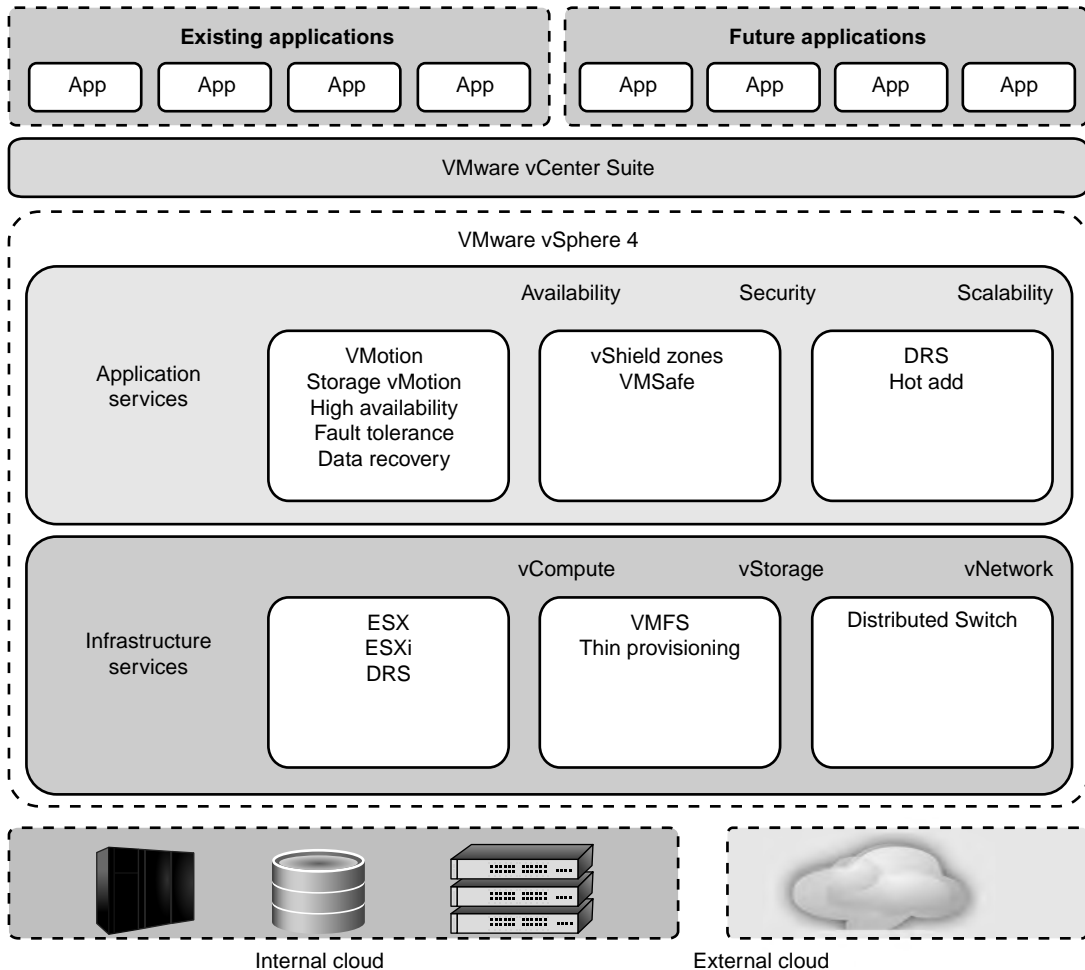 Existing applications
App App App App
Future applications
App App App App
VMware vCenter Suite
VMware vSphere 4
Application
services
Availability
VMotion
Storage vMotion
High availability
Fault tolerance
Data recovery
Security
vShield zones
VMSafe
Scalability
DRS
Hot add
Infrastructure
services
vCompute
ESX
ESXi
DRS
vStorage
VMFS
Thin provisioning
vNetwork
Distributed Switch
Internal cloud
External cloud